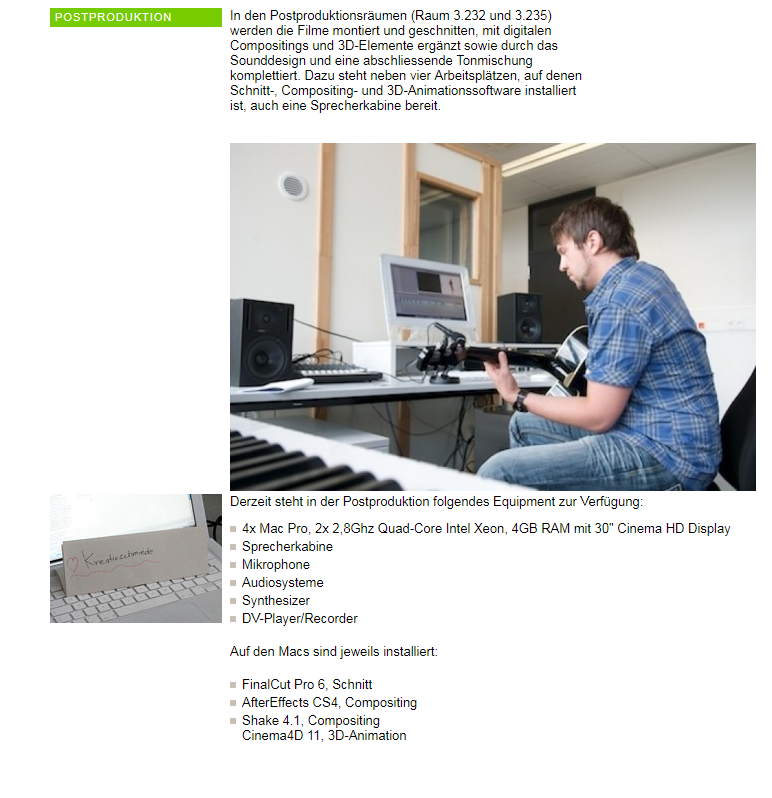 POSTPRODUKTION
In den Postproduktionsräumen (Raum 3.232 und 3.235)
werden die Filme montiert und geschnitten, mit digitalen
Compositings und 3D-Elemente ergänzt sowie durch das
Sounddesign und eine abschliessende Tonmischung
komplettiert. Dazu steht neben vier Arbeitsplätzen, auf denen
Schnitt-, Compositing- und 3D-Animationssoftware installiert
ist, auch eine Sprecherkabine bereit.
Kreativschmiede
Derzeit steht in der Postproduktion folgendes Equipment zur Verfügung:
4x Mac Pro, 2x 2,8Ghz Quad-Core Intel Xeon, 4GB RAM mit 30" Cinema HD Display
Sprecherkabine
Mikrophone
Audiosysteme
Synthesizer
DV-Player/Recorder
Auf den Macs sind jeweils installiert:
FinalCut Pro 6, Schnitt
AfterEffects CS4, Compositing
Shake 4.1, Compositing
Cinema4D 11, 3D-Animation